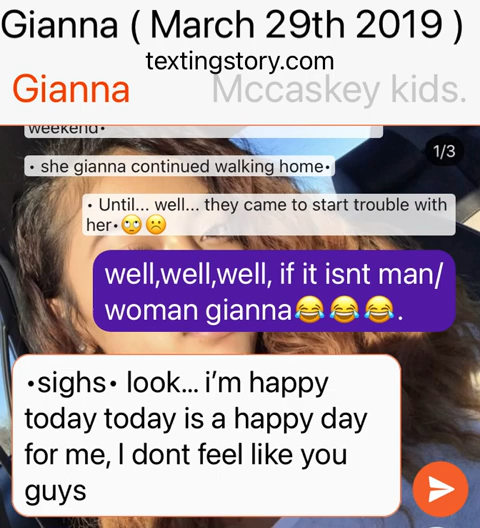 Gianna ( March 29th 2019 )
textingstory.com
Gianna Mccaskey kids.
weekend•
1/3
• she gianna continued walking home•
• Until... well... they came to start trouble with
her•🙄☹️
well,well,well, if it isnt man/
woman gianna😂😂😂.
•sighs• look... i’m happy
today today is a happy day
for me, I dont feel like you
guys